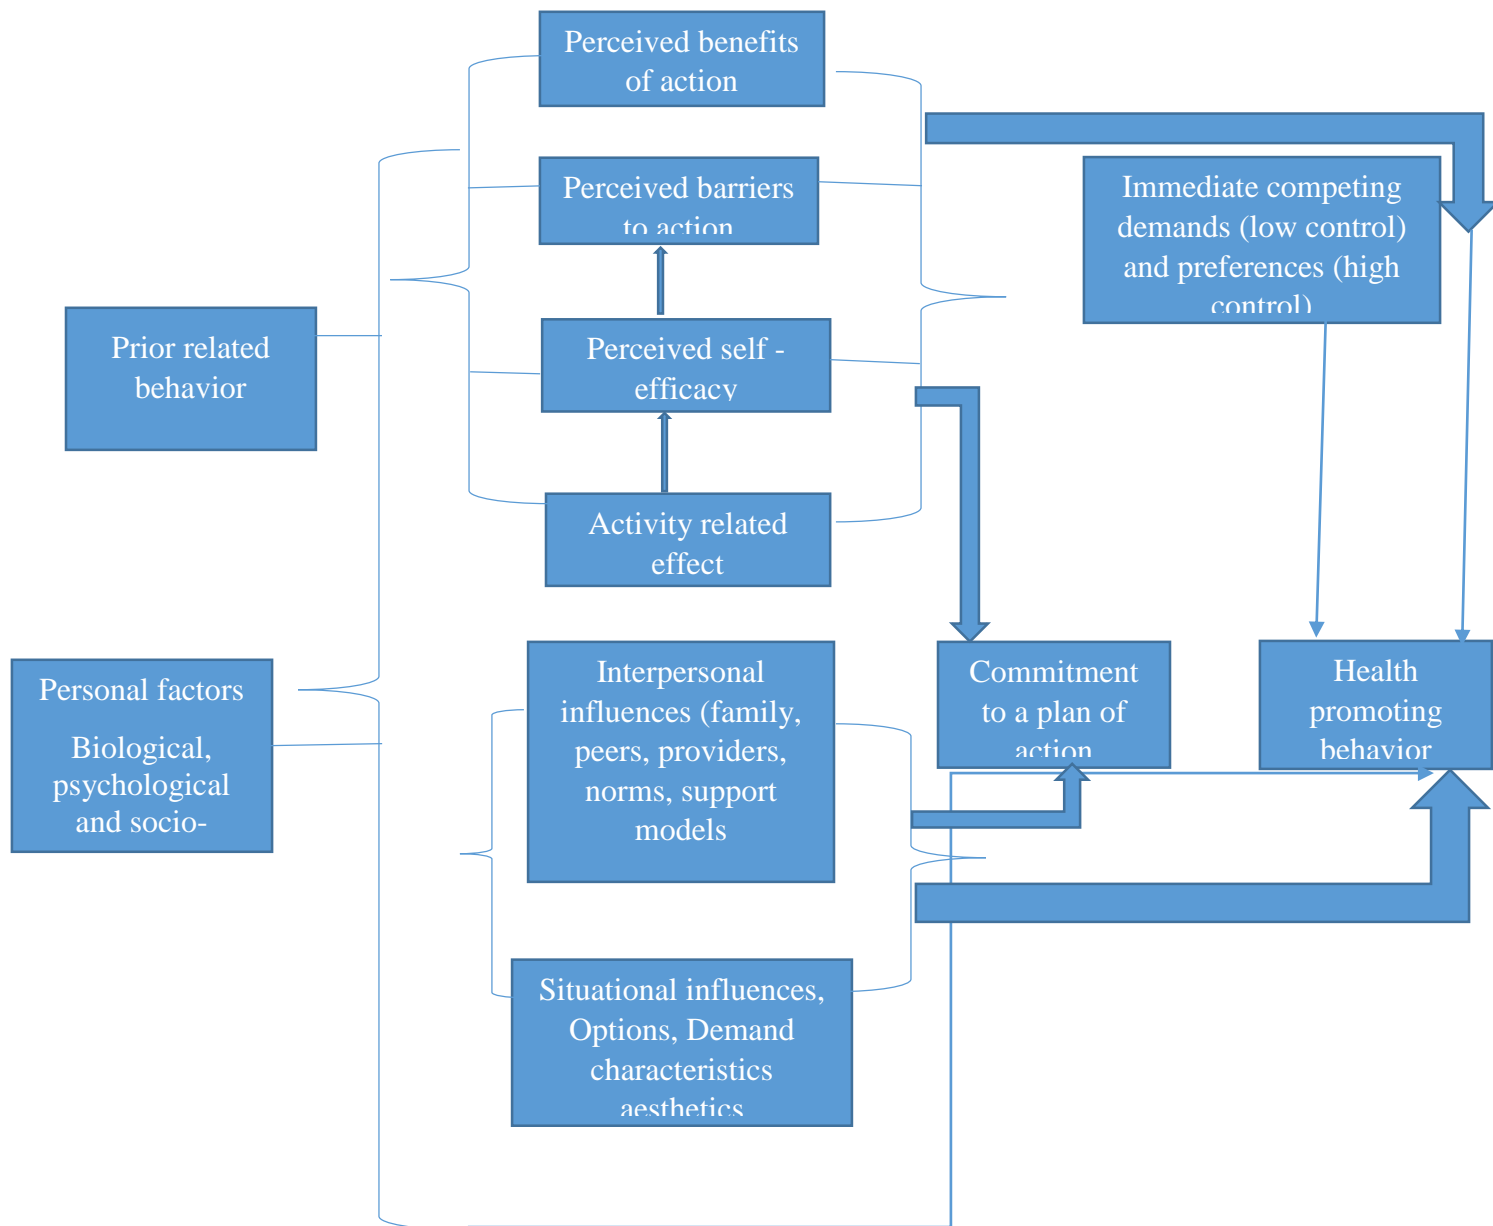 Perceived benefits
of action
Perceived barriers
to action
Immediate competing
demands (low control)
and preferences (high
control)
Prior related
behavior
Perceived self -
efficacy
Activity related
effect
Personal factors
Biological,
psychological
and socio-
Interpersonal
influences (family,
peers, providers,
norms, support
models
Commitment
to a plan of
action
Health
promoting
behavior
Situational influences,
Options, Demand
characteristics
aesthetics